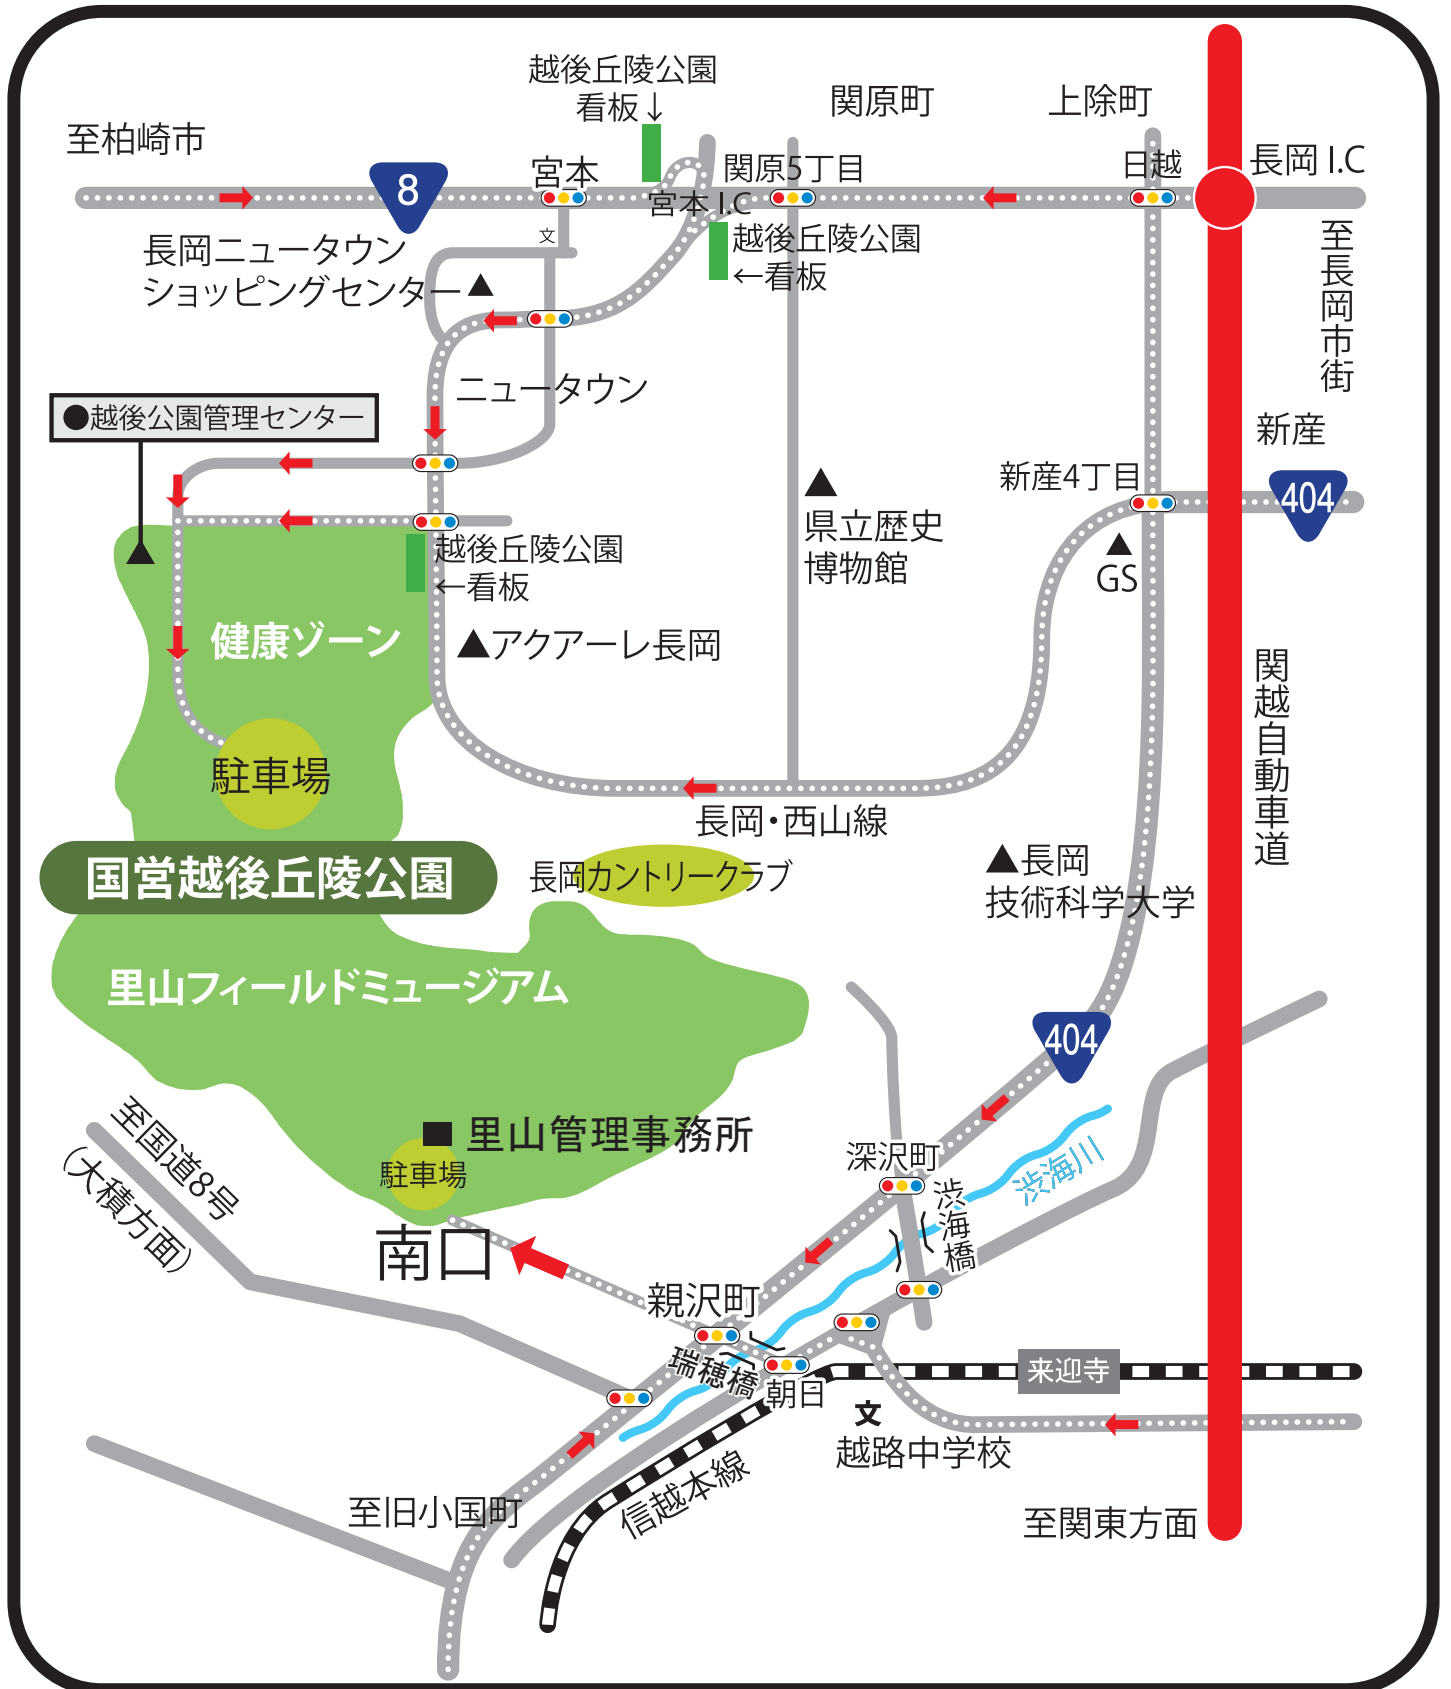 越後丘陵公園
看板↓
関原町
上除町
至柏崎市
8
宮本
関原5丁目
日越
長岡 I.C
宮本 I.C
文
越後丘陵公園
←看板
長岡ニュータウン
ショッピングセンター▲
至長岡市街
ニュータウン
●越後公園管理センター
新産
新産4丁目
404
▲
県立歴史
博物館
▲
GS
越後丘陵公園
←看板
健康ゾーン
▲アクアーレ長岡
関越自動車道
駐車場
長岡・西山線
国営越後丘陵公園
長岡カントリークラブ
▲長岡
技術科学大学
里山フィールドミュージアム
404
■里山管理事務所
駐車場
至国道8号
(大積方面)
深沢町
渋海川
渋海橋
南口
親沢町
瑞穂橋
朝日
来迎寺
文
越路中学校
信越本線
至旧小国町
至関東方面